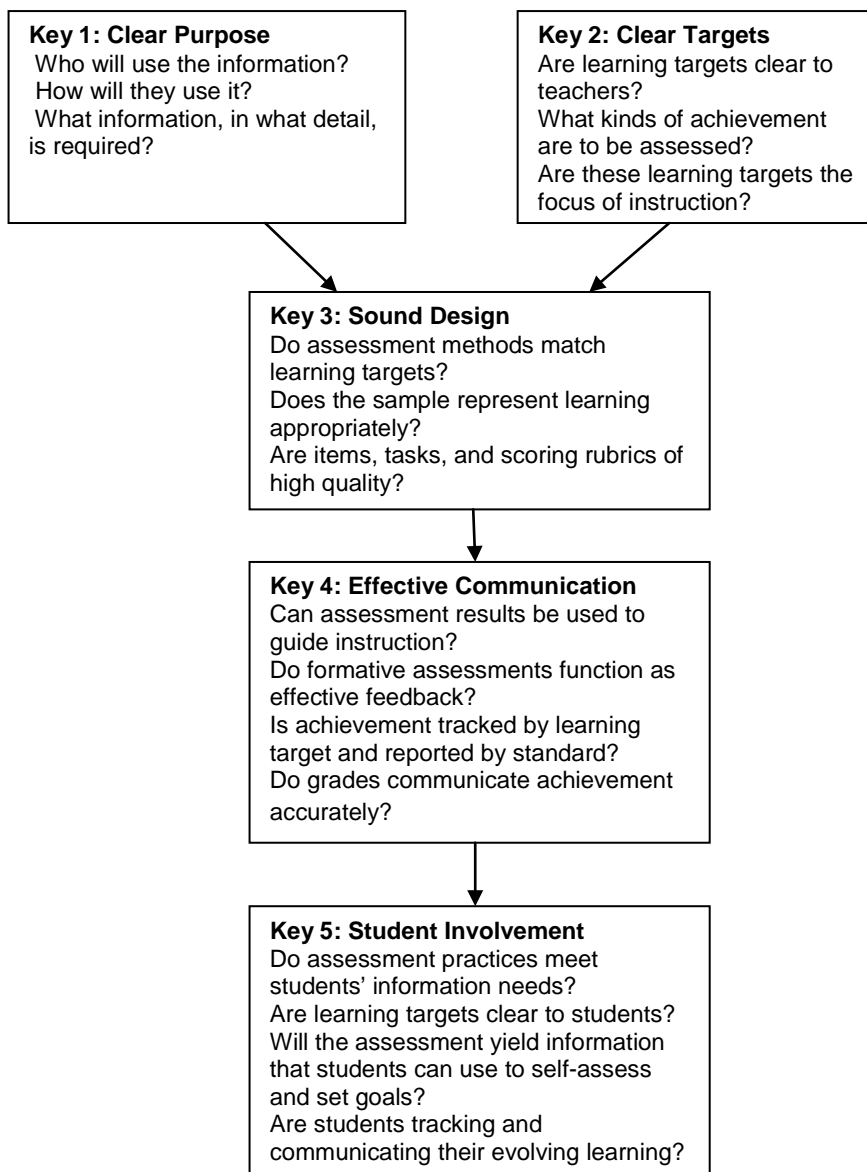 Key 1: Clear Purpose
Who will use the information?
How will they use it?
What information, in what detail,
is required?
Key 2: Clear Targets
Are learning targets clear to
teachers?
What kinds of achievement
are to be assessed?
Are these learning targets the
focus of instruction?
Key 3: Sound Design
Do assessment methods match
learning targets?
Does the sample represent learning
appropriately?
Are items, tasks, and scoring rubrics of
high quality?
Key 4: Effective Communication
Can assessment results be used to
guide instruction?
Do formative assessments function as
effective feedback?
Is achievement tracked by learning
target and reported by standard?
Do grades communicate achievement
accurately?
Key 5: Student Involvement
Do assessment practices meet
students’ information needs?
Are learning targets clear to students?
Will the assessment yield information
that students can use to self-assess
and set goals?
Are students tracking and
communicating their evolving learning?